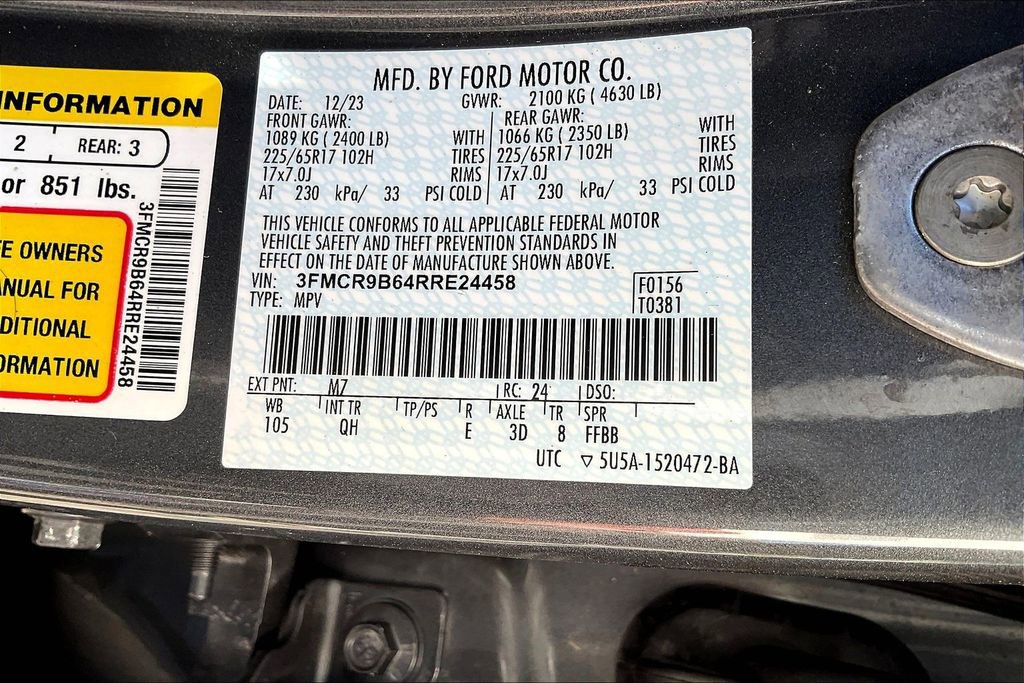 INFORMATION
2 REAR: 3
or 851 lbs.
OWNERS
FOR
3FMCR9B64RRE24458
MFD. BY FORD MOTOR CO.
DATE: 12/23 GVWR: 2100 KG ( 4630 LB)
FRONT GAWR: REAR GAWR:
1089 KG ( 2400 LB) WITH 1066 KG ( 2350 LB) WITH
225/65R17 102H TIRES 225/65R17 102H TIRES
17x7.0J RIMS 17x7.0J RIMS
AT 230 kPa/ 33 PSI COLD AT 230 kPa/ 33 PSI COLD
THIS VEHICLE CONFORMS TO ALL APPLICABLE FEDERAL MOTOR
VEHICLE SAFETY AND THEFT PREVENTION STANDARDS IN
EFFECT ON THE DATE OF MANUFACTURE SHOWN ABOVE.
VIN: 3FMCR9B64RRE24458 F0156
TYPE: MPV T0381
EXT PNT: M7 RC: 24 DSO:
WB INT TR TP/PS R AXLE TR SPR
105 QH E 3D 8 FFBB
UTC ▽ 5U5A-1520472-BA